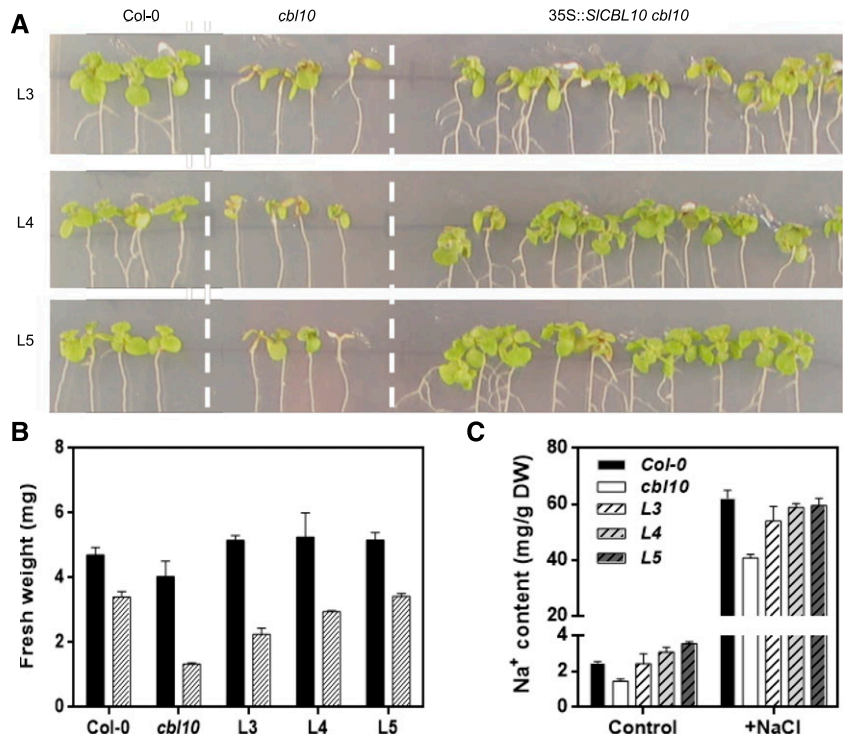 A
Col-0 cbl10 35S::SlCBL10 cbl10
L3
L4
L5
B
Fresh weight (mg)
8
6
4
2
0
Col-0 cbl10 L3 L4 L5
C
Na+ content (mg/g DW)
80
60
40
20
4
2
0
Col-0
cbl10
L3
L4
L5
Control +NaCl